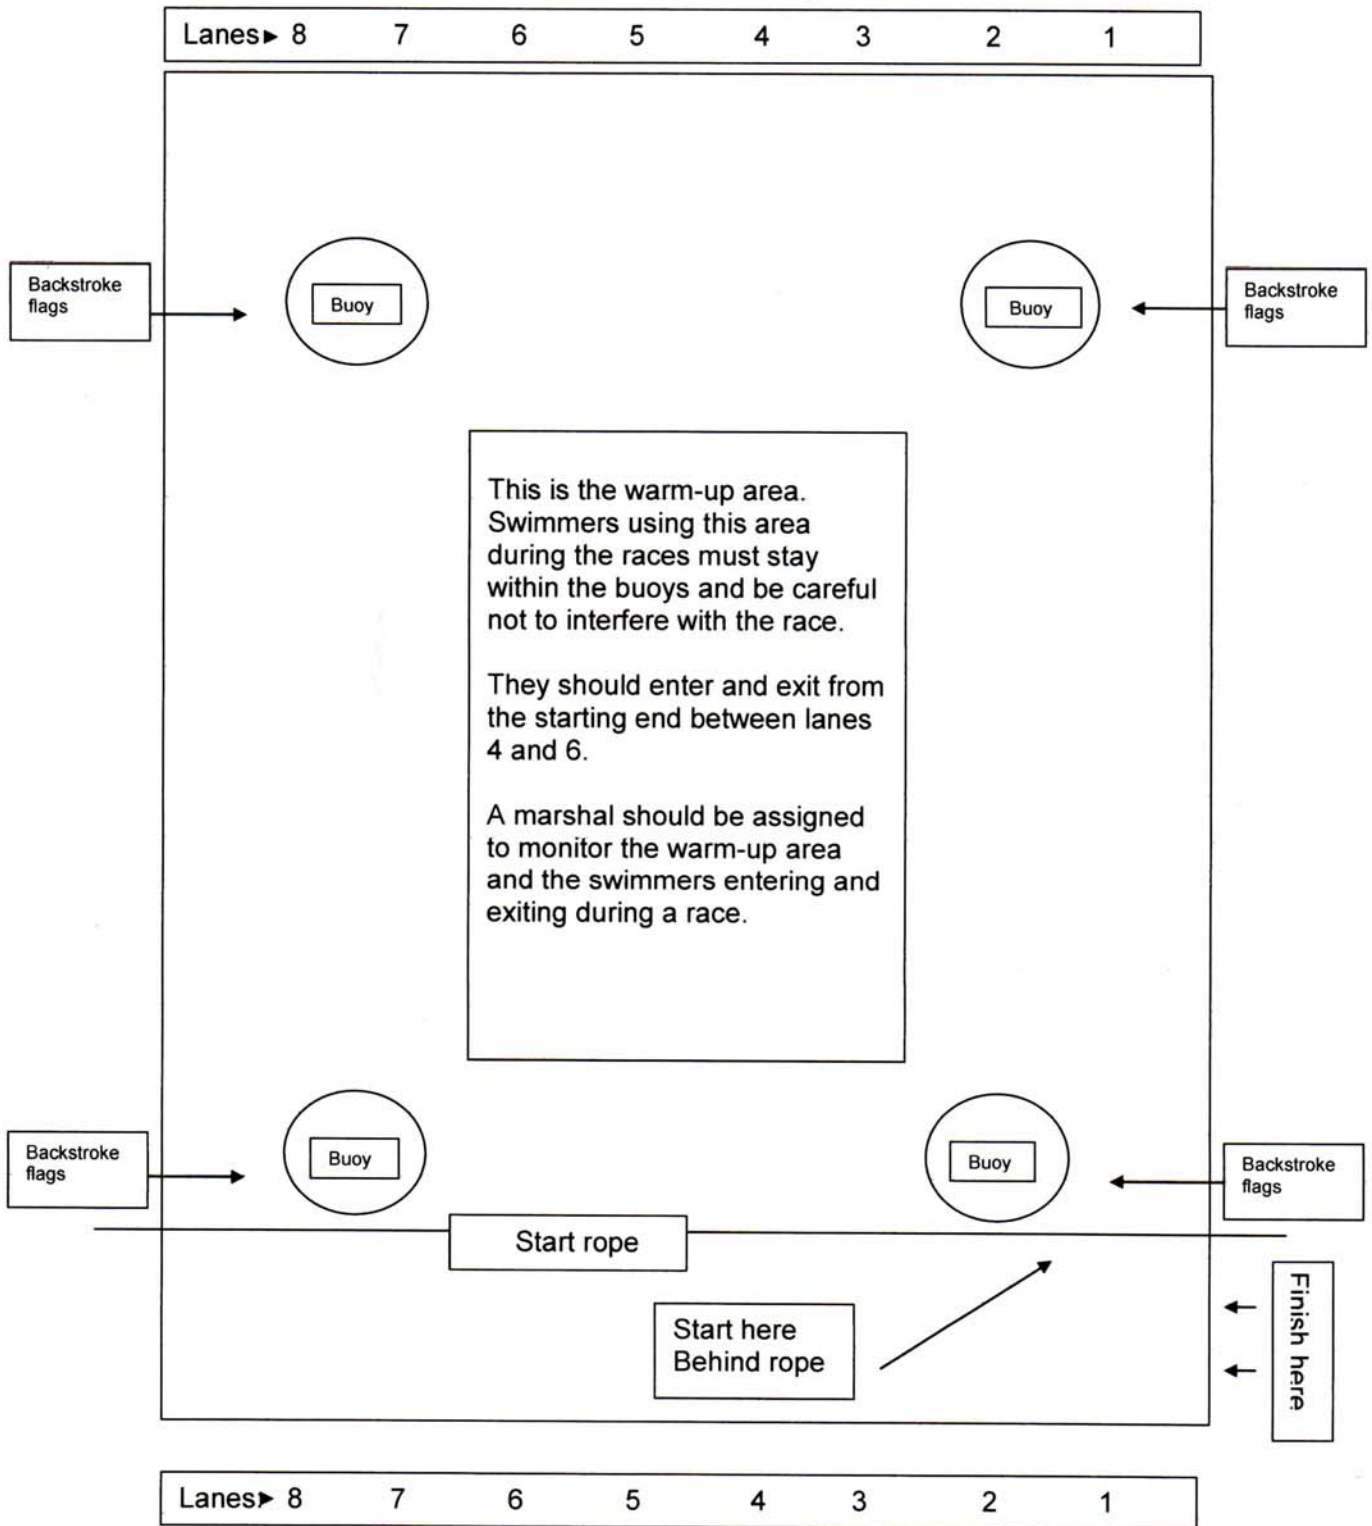 Lanes► 8 7 6 5 4 3 2 1
Backstroke
flags
Buoy
Buoy
Backstroke
flags
This is the warm-up area.
Swimmers using this area
during the races must stay
within the buoys and be careful
not to interfere with the race.
They should enter and exit from
the starting end between lanes
4 and 6.
A marshal should be assigned
to monitor the warm-up area
and the swimmers entering and
exiting during a race.
Backstroke
flags
Buoy
Buoy
Backstroke
flags
Start rope
Start here
Behind rope
Finish here
Lanes► 8 7 6 5 4 3 2 1